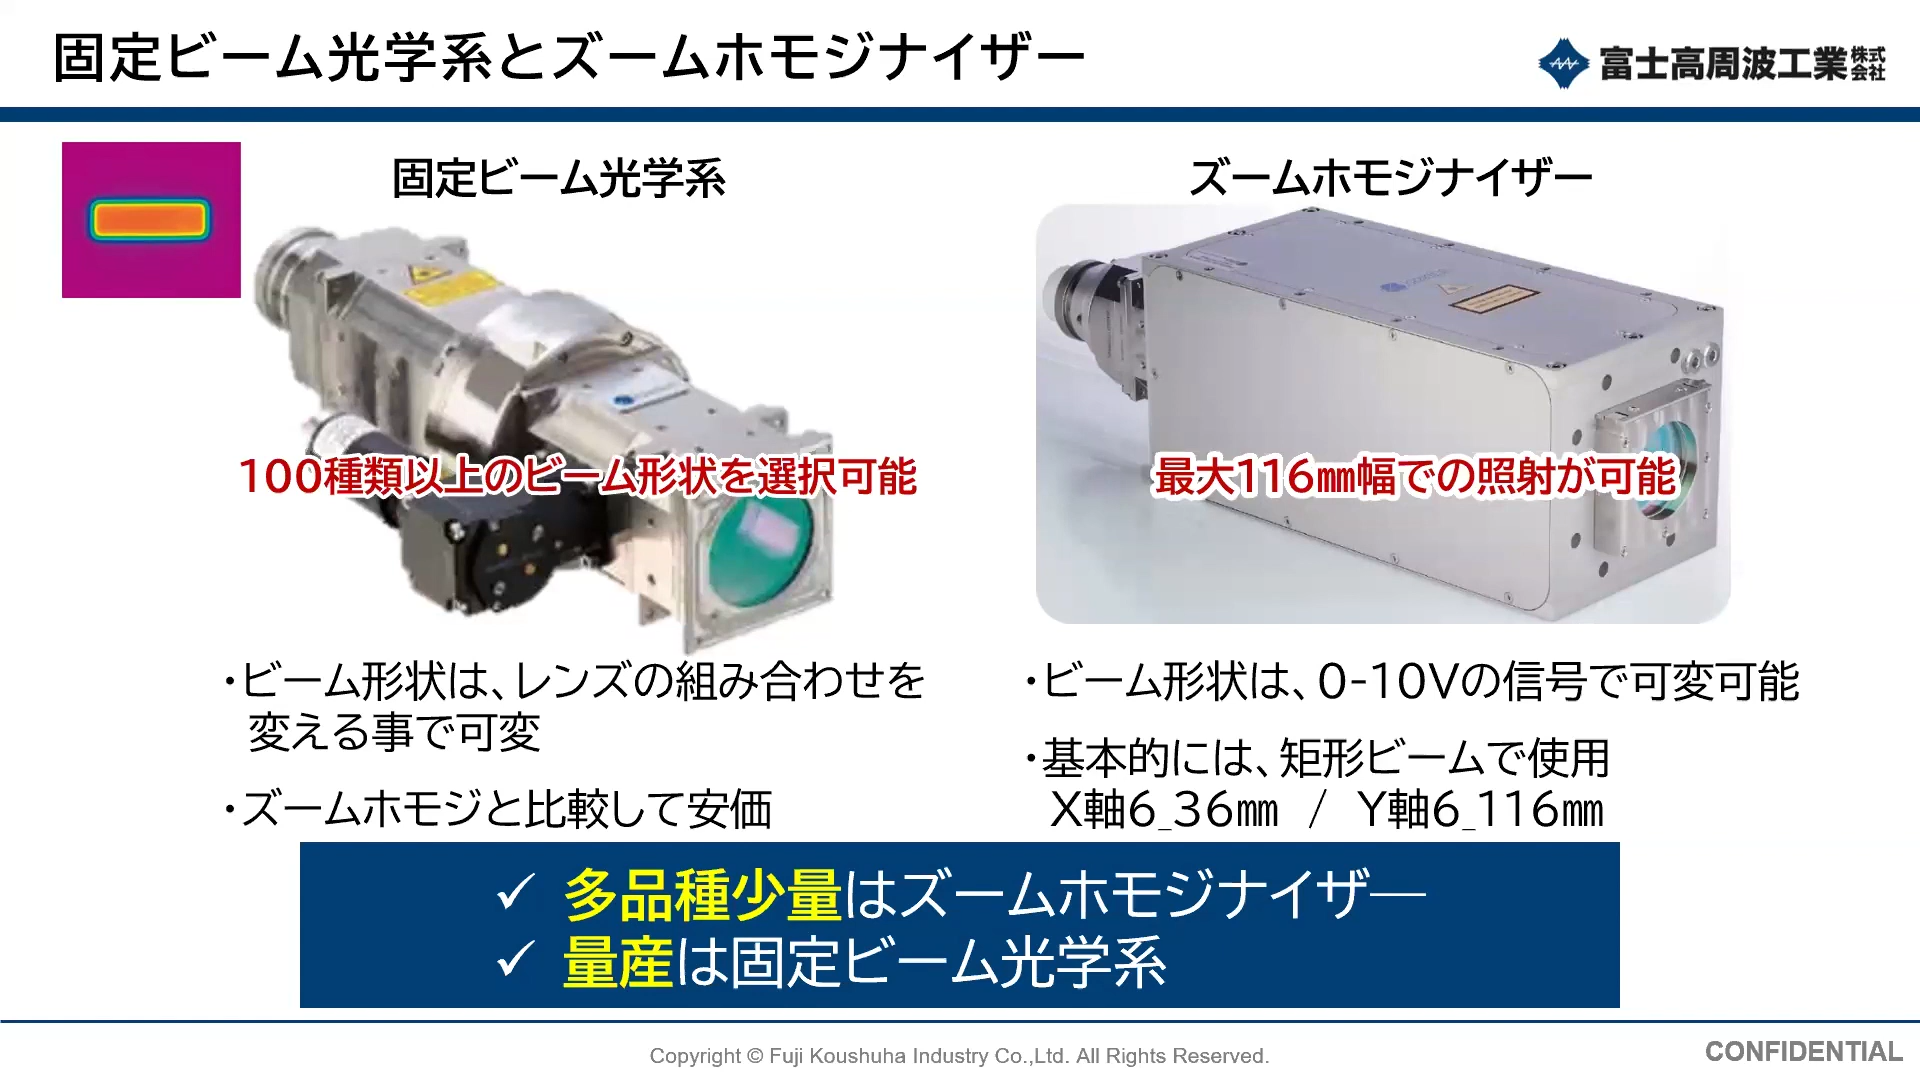 固定ビーム光学系とズームホモジナイザー
富士高周波工業株式会社
固定ビーム光学系
ズームホモジナイザー
100種類以上のビーム形状を選択可能
最大116㎜幅での照射が可能
・ビーム形状は、レンズの組み合わせを
変える事で可変
・ズームホモジと比較して安価
・ビーム形状は、0-10Vの信号で可変可能
・基本的には、矩形ビームで使用
X軸6_36㎜ / Y軸6_116㎜
✓ 多品種少量はズームホモジナイザ―
✓ 量産は固定ビーム光学系
Copyright © Fuji Koushuha Industry Co.,Ltd. All Rights Reserved.
CONFIDENTIAL